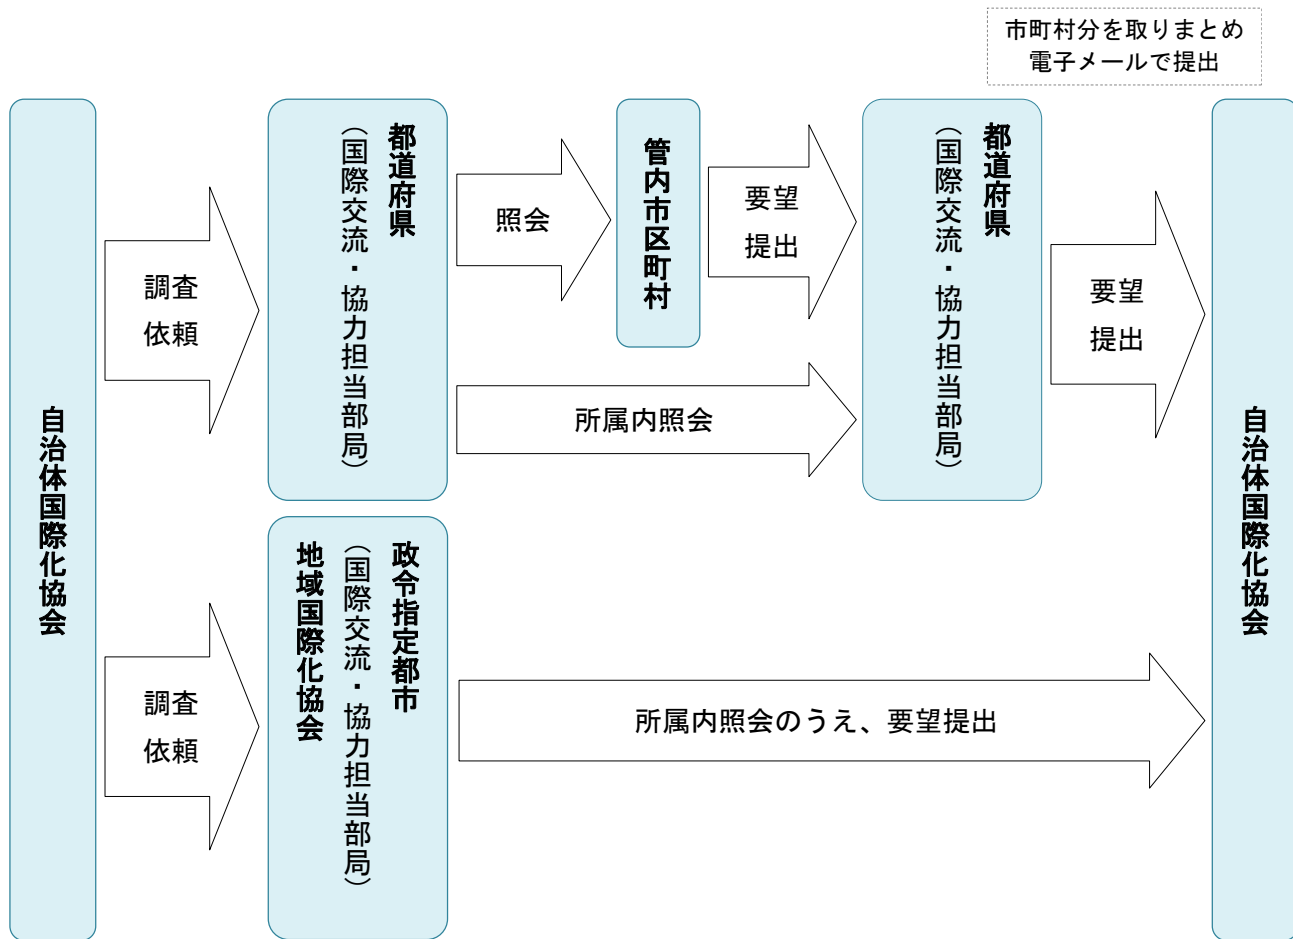 市町村分を取りまとめ
電子メールで提出
自治体国際化協会
調査
依頼
都道府県
（国際交流・協力担当部局）
照会
管内市区町村
要望
提出
所属内照会
都道府県
（国際交流・協力担当部局）
要望
提出
調査
依頼
政令指定都市
（国際交流・協力担当部局）
地域国際化協会
所属内照会のうえ、要望提出
自治体国際化協会